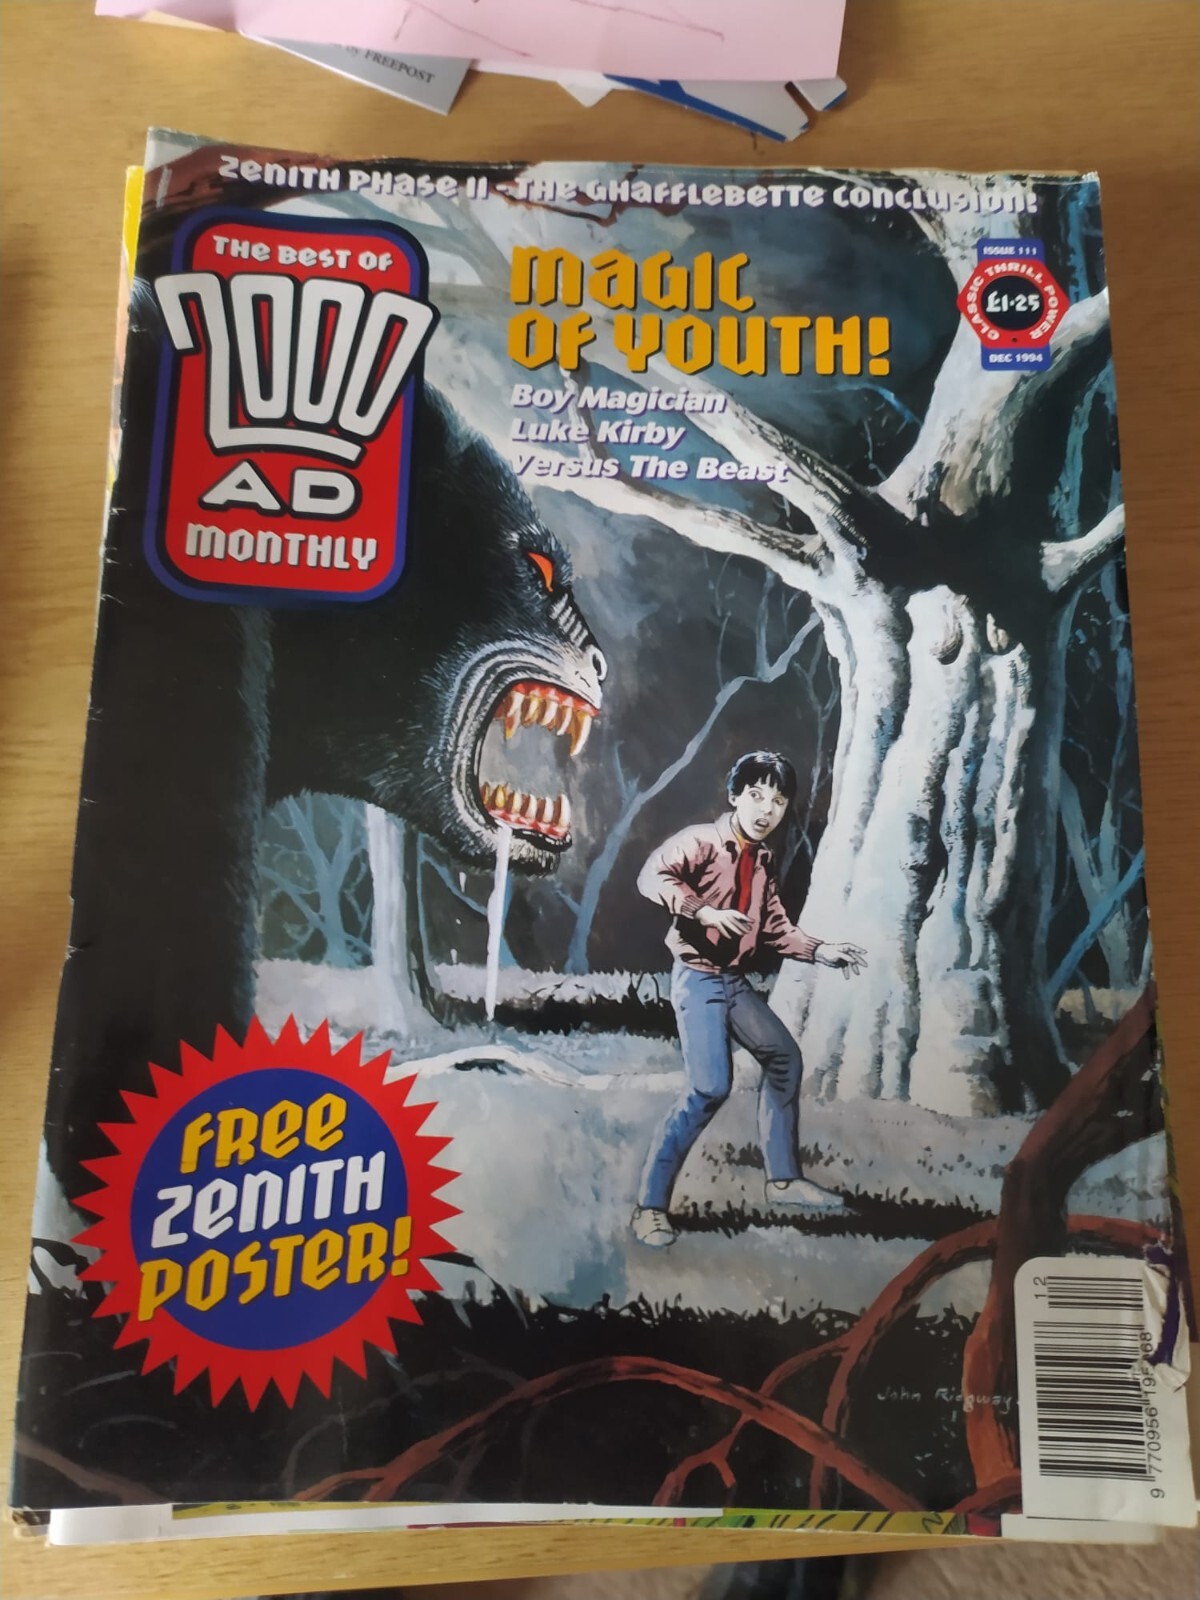 by FREEPOST
ZENITH PHASE II - THE GHAFFLEBETTE CONCLUSION!
THE BEST OF
2000
AD
MONTHLY
MAGIC
OF YOUTH!
Boy Magician
Luke Kirby
Versus The Beast
ISSUE 111
CLASSIC THRILL POWER
£1·25
DEC 1994
FREE
ZENITH
POSTER!
John Ridgway
12